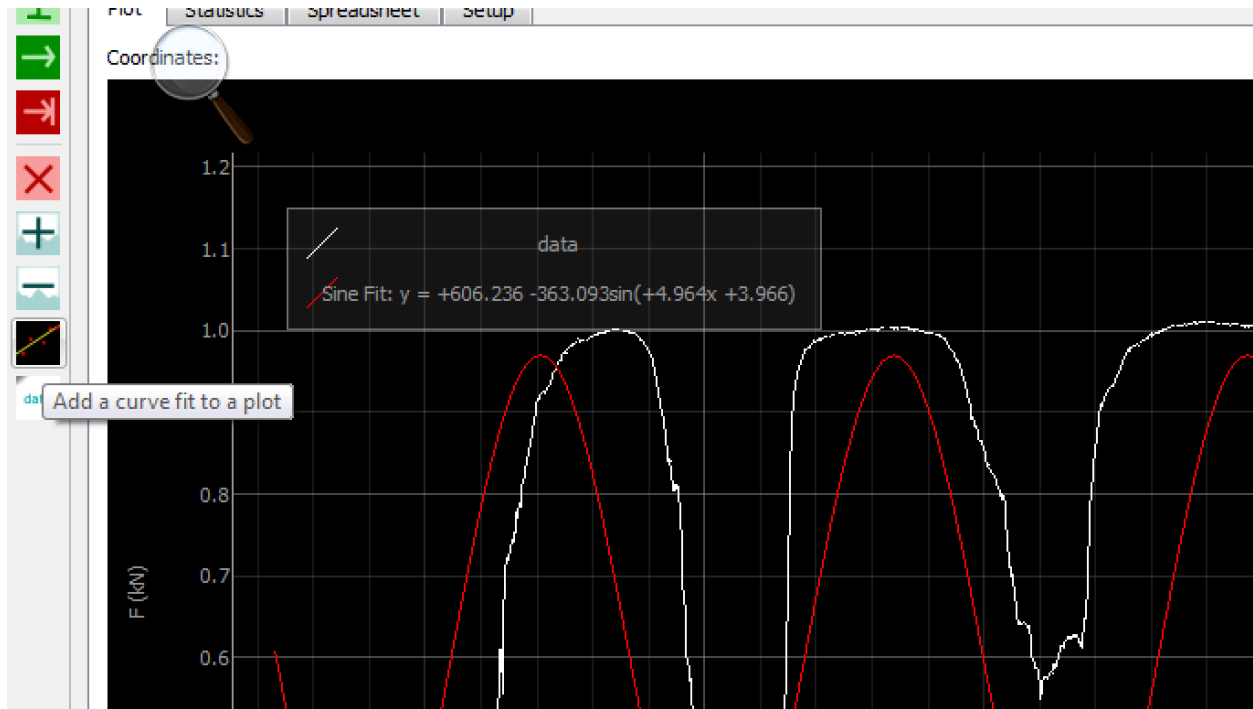 Plot Statistics Spreadsheet Setup
Coordinates:
1.2
1.1
data
Sine Fit: y = +606.236 -363.093sin(+4.964x +3.966)
1.0
Add a curve fit to a plot
0.8
0.7
F (kN)
0.6